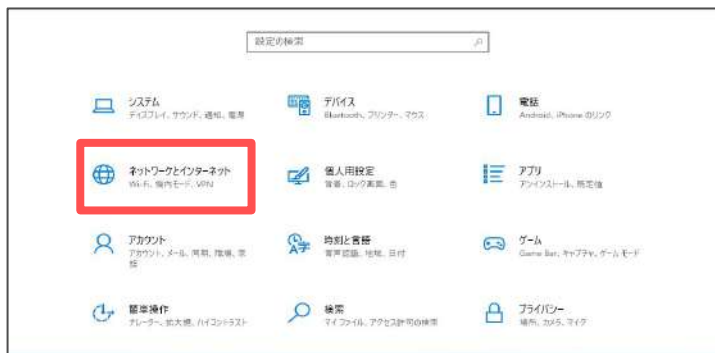 設定の検索
システム
ディスプレイ、サウンド、通知、電源
デバイス
Bluetooth、プリンター、マウス
電話
Android、iPhone のリンク
ネットワークとインターネット
Wi-Fi、機内モード、VPN
個人用設定
背景、ロック画面、色
アプリ
アンインストール、既定値
アカウント
アカウント、メール、同期、職場、家
族
時刻と言語
音声認識、地域、日付
ゲーム
Game Bar、キャプチャ、ゲーム モード
簡単操作
ナレーター、拡大鏡、ハイコントラスト
検索
マイ ファイル、アクセス許可の検索
プライバシー
場所、カメラ、マイク